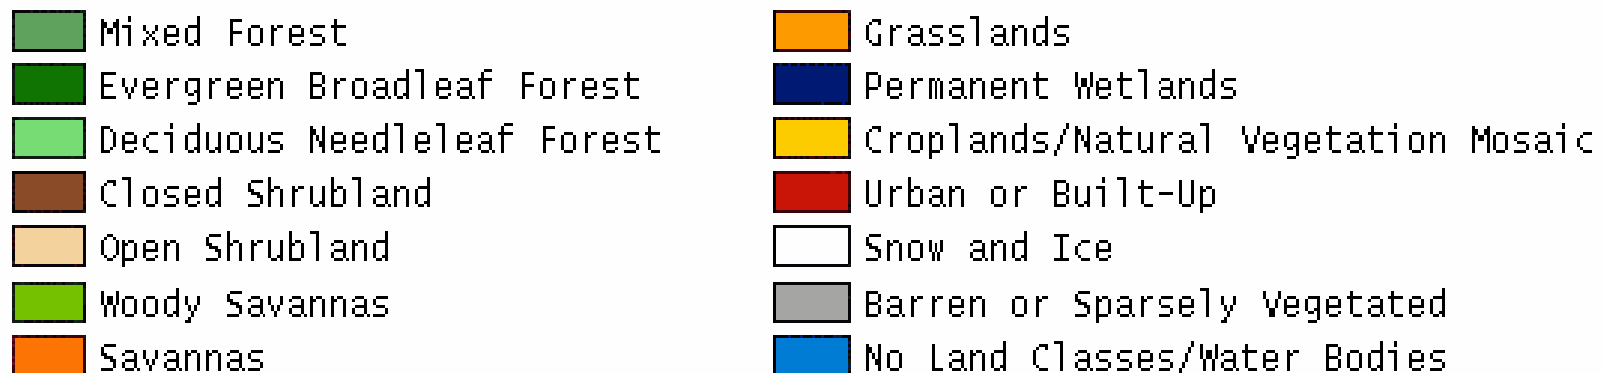 Mixed Forest
Evergreen Broadleaf Forest
Deciduous Needleleaf Forest
Closed Shrubland
Open Shrubland
Woody Savannas
Savannas
Grasslands
Permanent Wetlands
Croplands/Natural Vegetation Mosaic
Urban or Built-Up
Snow and Ice
Barren or Sparsely Vegetated
No Land Classes/Water Bodies